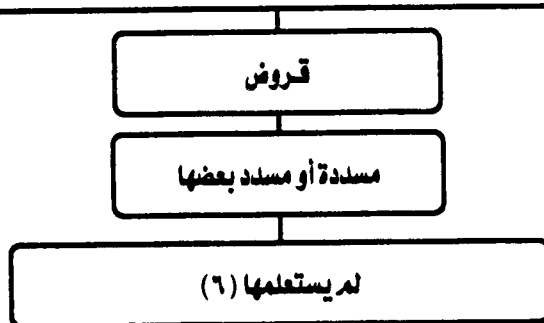 قروض
مسددة أو مسدد بعضها
لم يستعلمها (٦)